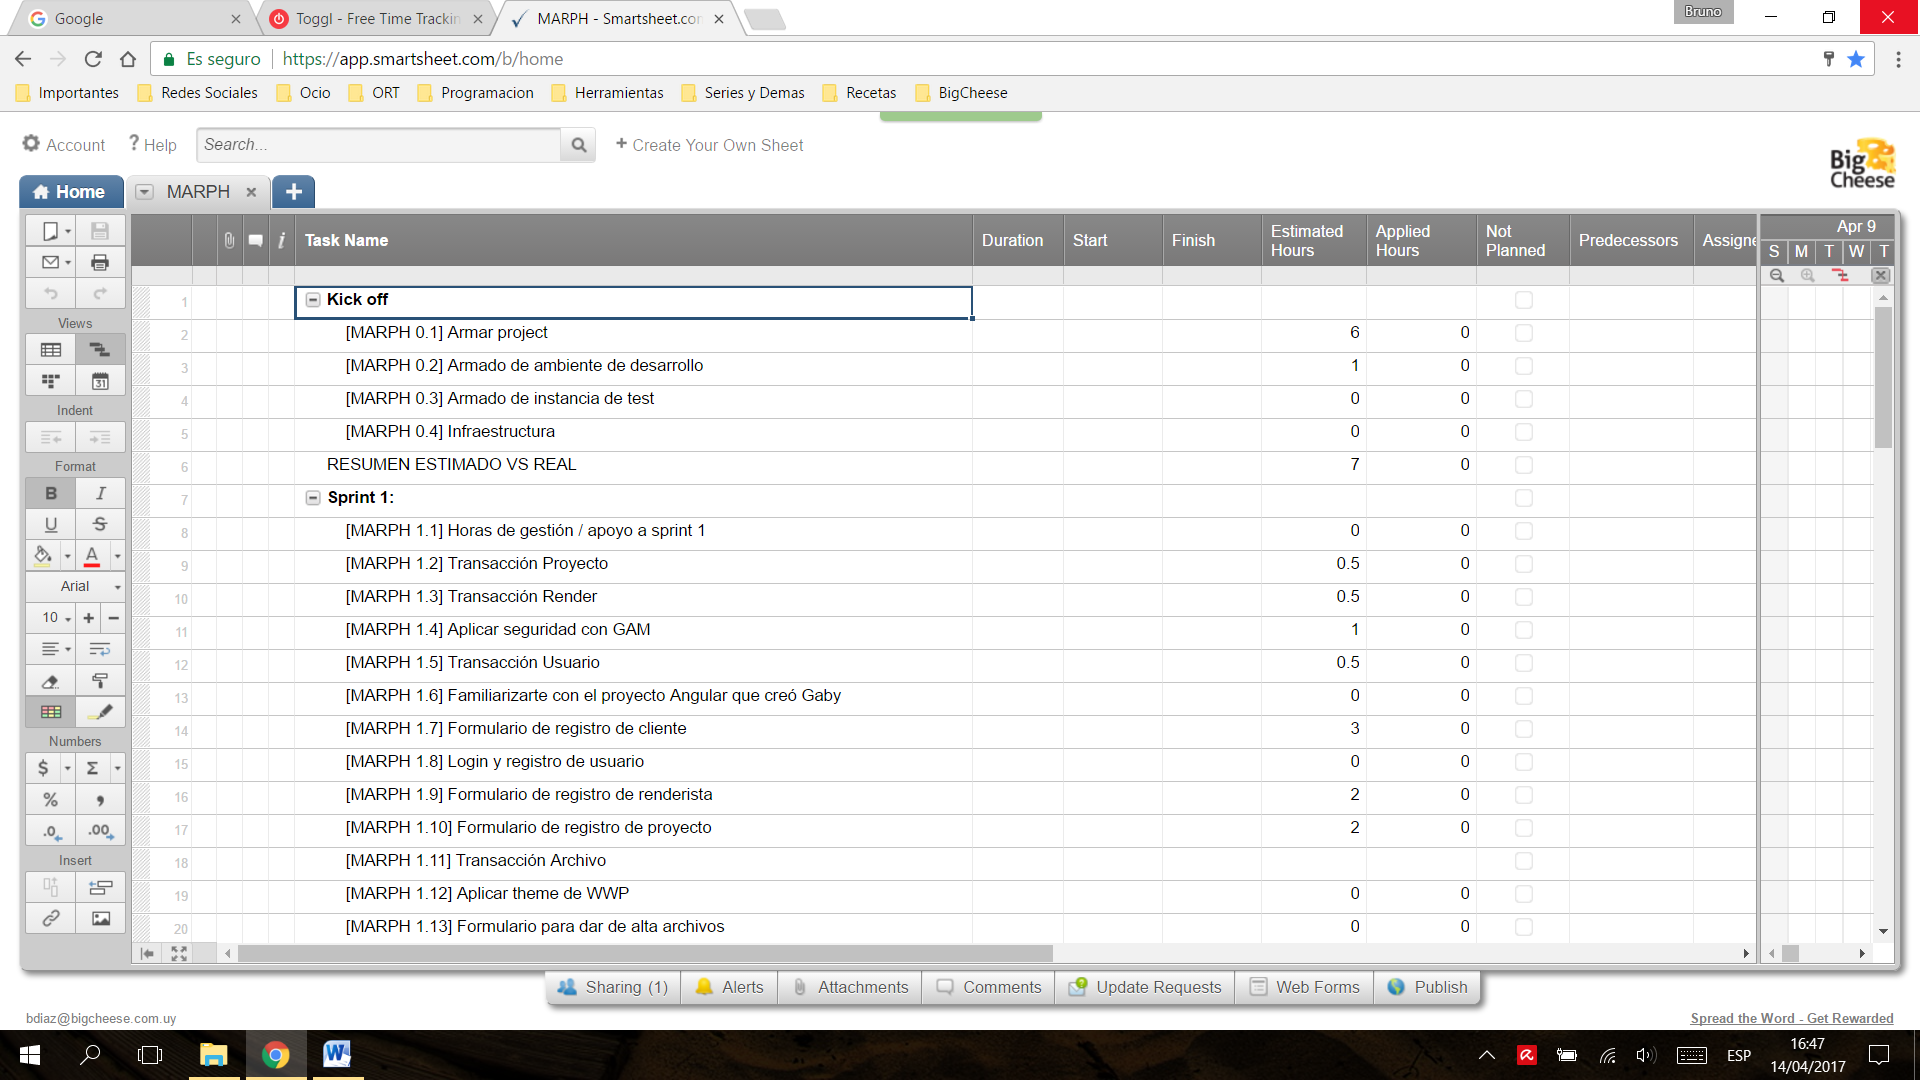 Google
Toggl - Free Time Trackin
MARPH - Smartsheet.co
Bruno
Es seguro https://app.smartsheet.com/b/home
Importantes Redes Sociales Ocio ORT Programacion Herramientas Series y Demas Recetas BigCheese
Account ? Help Search... + Create Your Own Sheet
Big
Cheese
Home MARPH +
Task Name Duration Start Finish Estimated Hours Applied Hours Not Planned Predecessors Assigne Apr 9
S M T W T
1 Kick off
2 [MARPH 0.1] Armar project 6 0
3 [MARPH 0.2] Armado de ambiente de desarrollo 1 0
4 [MARPH 0.3] Armado de instancia de test 0 0
5 [MARPH 0.4] Infraestructura 0 0
6 RESUMEN ESTIMADO VS REAL 7 0
7 Sprint 1:
8 [MARPH 1.1] Horas de gestión / apoyo a sprint 1 0 0
9 [MARPH 1.2] Transacción Proyecto 0.5 0
10 [MARPH 1.3] Transacción Render 0.5 0
11 [MARPH 1.4] Aplicar seguridad con GAM 1 0
12 [MARPH 1.5] Transacción Usuario 0.5 0
13 [MARPH 1.6] Familiarizarte con el proyecto Angular que creó Gaby 0 0
14 [MARPH 1.7] Formulario de registro de cliente 3 0
15 [MARPH 1.8] Login y registro de usuario 0 0
16 [MARPH 1.9] Formulario de registro de renderista 2 0
17 [MARPH 1.10] Formulario de registro de proyecto 2 0
18 [MARPH 1.11] Transacción Archivo
19 [MARPH 1.12] Aplicar theme de WWP 0 0
20 [MARPH 1.13] Formulario para dar de alta archivos 0 0
Views
31
Indent
Format
B I
U S
A
Arial
10 + −
Numbers
$ Σ
% ,
.0 .00
Insert
Sharing (1) Alerts Attachments Comments Update Requests Web Forms Publish
bdiaz@bigcheese.com.uy
Spread the Word - Get Rewarded
ESP
16:47
14/04/2017